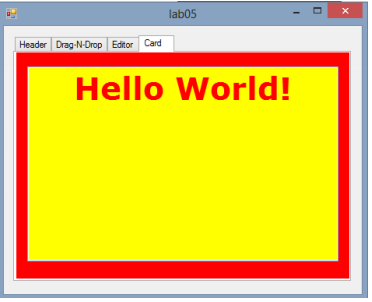 lab05
Header Drag-N-Drop Editor Card
Hello World!